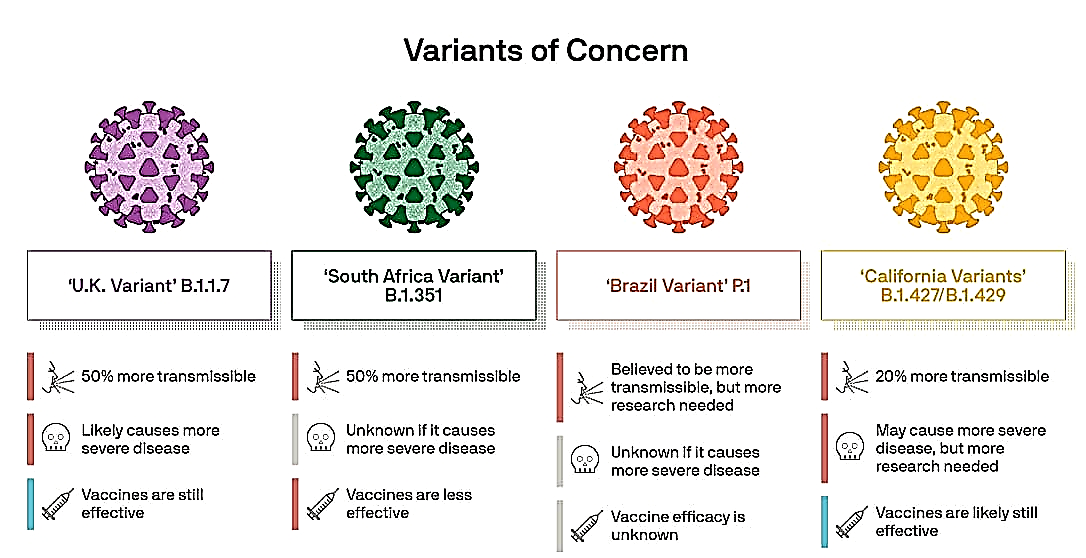 Variants of Concern
‘U.K. Variant’ B.1.1.7
‘South Africa Variant’
B.1.351
‘Brazil Variant’ P.1
‘California Variants’
B.1.427/B.1.429
50% more transmissible
Likely causes more
severe disease
Vaccines are still
effective
50% more transmissible
Unknown if it causes
more severe disease
Vaccines are less
effective
Believed to be more
transmissible, but more
research needed
Unknown if it causes
more severe disease
Vaccine efficacy is
unknown
20% more transmissible
May cause more severe
disease, but more
research needed
Vaccines are likely still
effective